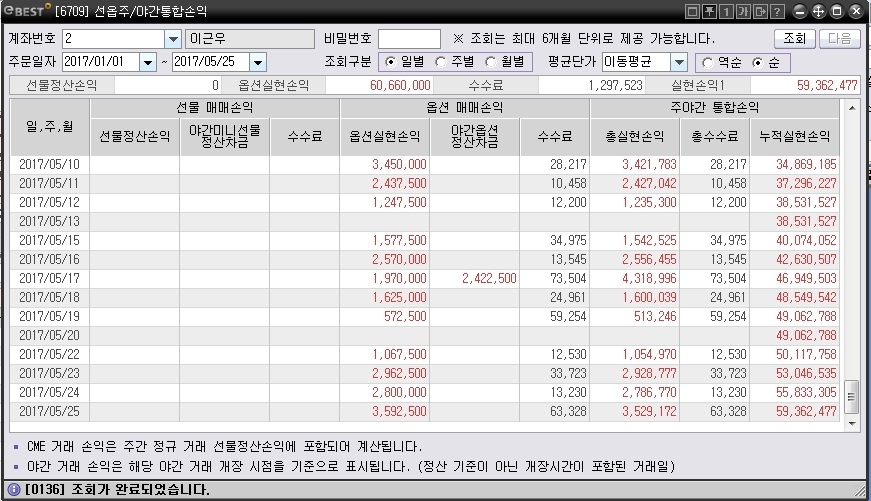 eBEST [6709] 선옵주/야간통합손익
계좌번호 2 이근우 비밀번호 ※ 조회는 최대 6개월 단위로 제공 가능합니다. 조회 다음
주문일자 2017/01/01 ~ 2017/05/25 조회구분 일별 주별 월별 평균단가 이동평균 역순 순
선물정산손익 0 옵션실현손익 60,660,000 수수료 1,297,523 실현손익1 59,362,477
일,주,월 선물 매매손익 옵션 매매손익 주야간 통합손익
선물정산손익 야간미니선물 정산차금 수수료 옵션실현손익 야간옵션 정산차금 수수료 총실현손익 총수수료 누적실현손익
2017/05/10 3,450,000 28,217 3,421,783 28,217 34,869,185
2017/05/11 2,437,500 10,458 2,427,042 10,458 37,296,227
2017/05/12 1,247,500 12,200 1,235,300 12,200 38,531,527
2017/05/13 38,531,527
2017/05/15 1,577,500 34,975 1,542,525 34,975 40,074,052
2017/05/16 2,570,000 13,545 2,556,455 13,545 42,630,507
2017/05/17 1,970,000 2,422,500 73,504 4,318,996 73,504 46,949,503
2017/05/18 1,625,000 24,961 1,600,039 24,961 48,549,542
2017/05/19 572,500 59,254 513,246 59,254 49,062,788
2017/05/20 49,062,788
2017/05/22 1,067,500 12,530 1,054,970 12,530 50,117,758
2017/05/23 2,962,500 33,723 2,928,777 33,723 53,046,535
2017/05/24 2,800,000 13,230 2,786,770 13,230 55,833,305
2017/05/25 3,592,500 63,328 3,529,172 63,328 59,362,477
CME 거래 손익은 주간 정규 거래 선물정산손익에 포함되어 계산됩니다.
야간 거래 손익은 해당 야간 거래 개장 시점을 기준으로 표시됩니다. (정산 기준이 아닌 개장시간이 포함된 거래일)
[0136] 조회가 완료되었습니다.